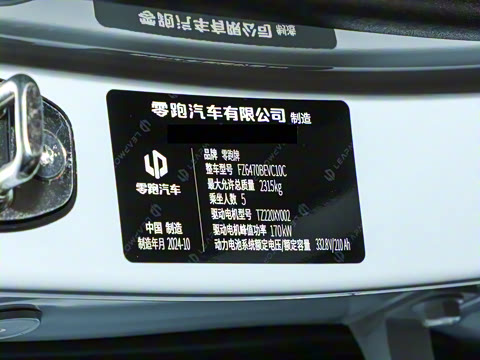 零跑汽车有限公司 制造
品牌 零跑牌
整车型号 FZ6470BEVC10C
最大允许总质量 2315kg
乘坐人数 5
驱动电机型号 TZ220XY002
驱动电机峰值功率 170kW
动力电池系统额定电压/额定容量 332.8V/210Ah
零跑汽车
中国 制造
制造年月 2024-10